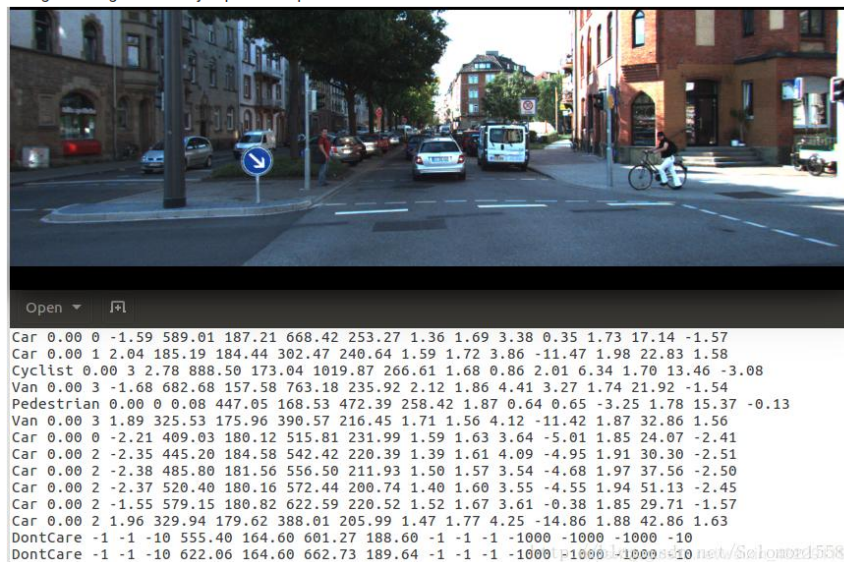 Open
Car 0.00 0 -1.59 589.01 187.21 668.42 253.27 1.36 1.69 3.38 0.35 1.73 17.14 -1.57
Car 0.00 1 2.04 185.19 184.44 302.47 240.64 1.59 1.72 3.86 -11.47 1.98 22.83 1.58
Cyclist 0.00 3 2.78 888.50 173.04 1019.87 266.61 1.68 0.86 2.01 6.34 1.70 13.46 -3.08
Van 0.00 3 -1.68 682.68 157.58 763.18 235.92 2.12 1.86 4.41 3.27 1.74 21.92 -1.54
Pedestrian 0.00 0 0.08 447.05 168.53 472.39 258.42 1.87 0.64 0.65 -3.25 1.78 15.37 -0.13
Van 0.00 3 1.89 325.53 175.96 390.57 216.45 1.71 1.56 4.12 -11.42 1.87 32.86 1.56
Car 0.00 0 -2.21 409.03 180.12 515.81 231.99 1.59 1.63 3.64 -5.01 1.85 24.07 -2.41
Car 0.00 2 -2.35 445.20 184.58 542.42 220.39 1.39 1.61 4.09 -4.95 1.91 30.30 -2.51
Car 0.00 2 -2.38 485.80 181.56 556.50 211.93 1.50 1.57 3.54 -4.68 1.97 37.56 -2.50
Car 0.00 2 -2.37 520.40 180.16 572.44 200.74 1.40 1.60 3.55 -4.55 1.94 51.13 -2.45
Car 0.00 2 -1.55 579.15 180.82 622.59 220.52 1.52 1.67 3.61 -0.38 1.85 29.71 -1.57
Car 0.00 2 1.96 329.94 179.62 388.01 205.99 1.47 1.77 4.25 -14.86 1.88 42.86 1.63
DontCare -1 -1 -10 555.40 164.60 601.27 188.60 -1 -1 -1 -1000 -1000 -1000 -10
DontCare -1 -1 -10 622.06 164.60 662.73 189.64 -1 -1 -1 -1000 -1000 -1000 -10